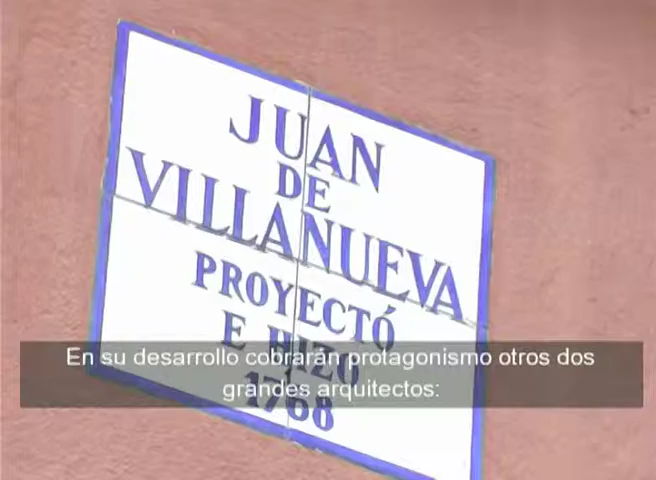 JUAN
DE
VILLANUEVA
PROYECTÓ
E HIZO
1768
En su desarrollo cobrarán protagonismo otros dos
grandes arquitectos: